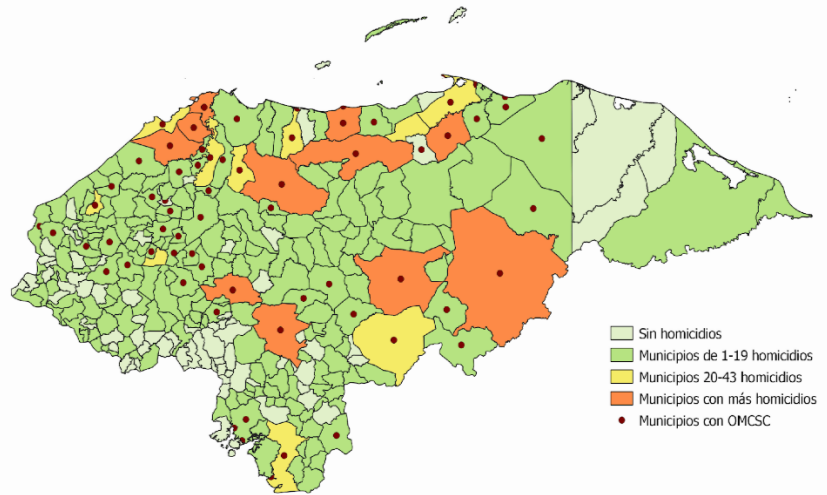 Sin homicidios
Municipios de 1-19 homicidios
Municipios 20-43 homicidios
Municipios con más homicidios
Municipios con OMCSC